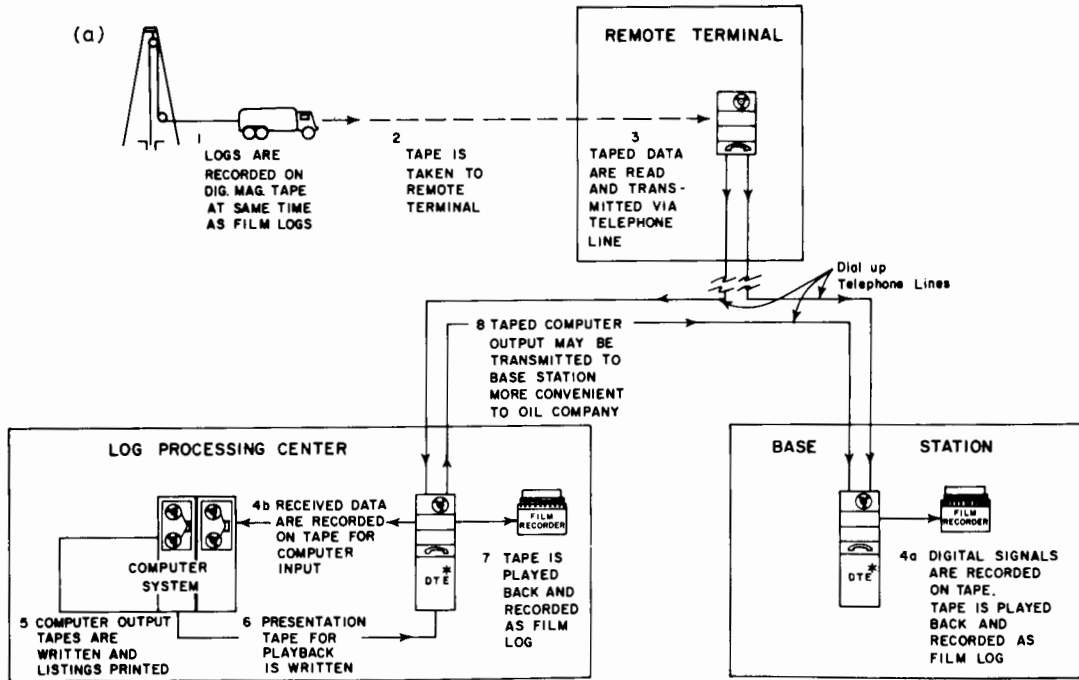 (a)
REMOTE TERMINAL
1
LOGS ARE
RECORDED ON
DIG. MAG. TAPE
AT SAME TIME
AS FILM LOGS
2
TAPE IS
TAKEN TO
REMOTE
TERMINAL
3
TAPED DATA
ARE READ
AND TRANS-
MITTED VIA
TELEPHONE
LINE
Dial up
Telephone Lines
8 TAPED COMPUTER
OUTPUT MAY BE
TRANSMITTED TO
BASE STATION
MORE CONVENIENT
TO OIL COMPANY
LOG PROCESSING CENTER
4b RECEIVED DATA
ARE RECORDED
ON TAPE FOR
COMPUTER
INPUT
COMPUTER
SYSTEM
DTE*
FILM
RECORDER
7 TAPE IS
PLAYED
BACK AND
RECORDED
AS FILM
LOG
5 COMPUTER OUTPUT
TAPES ARE
WRITTEN AND
LISTINGS PRINTED
6 PRESENTATION
TAPE FOR
PLAYBACK
IS WRITTEN
BASE STATION
DTE*
FILM
RECORDER
4a DIGITAL SIGNALS
ARE RECORDED
ON TAPE.
TAPE IS PLAYED
BACK AND
RECORDED AS
FILM LOG